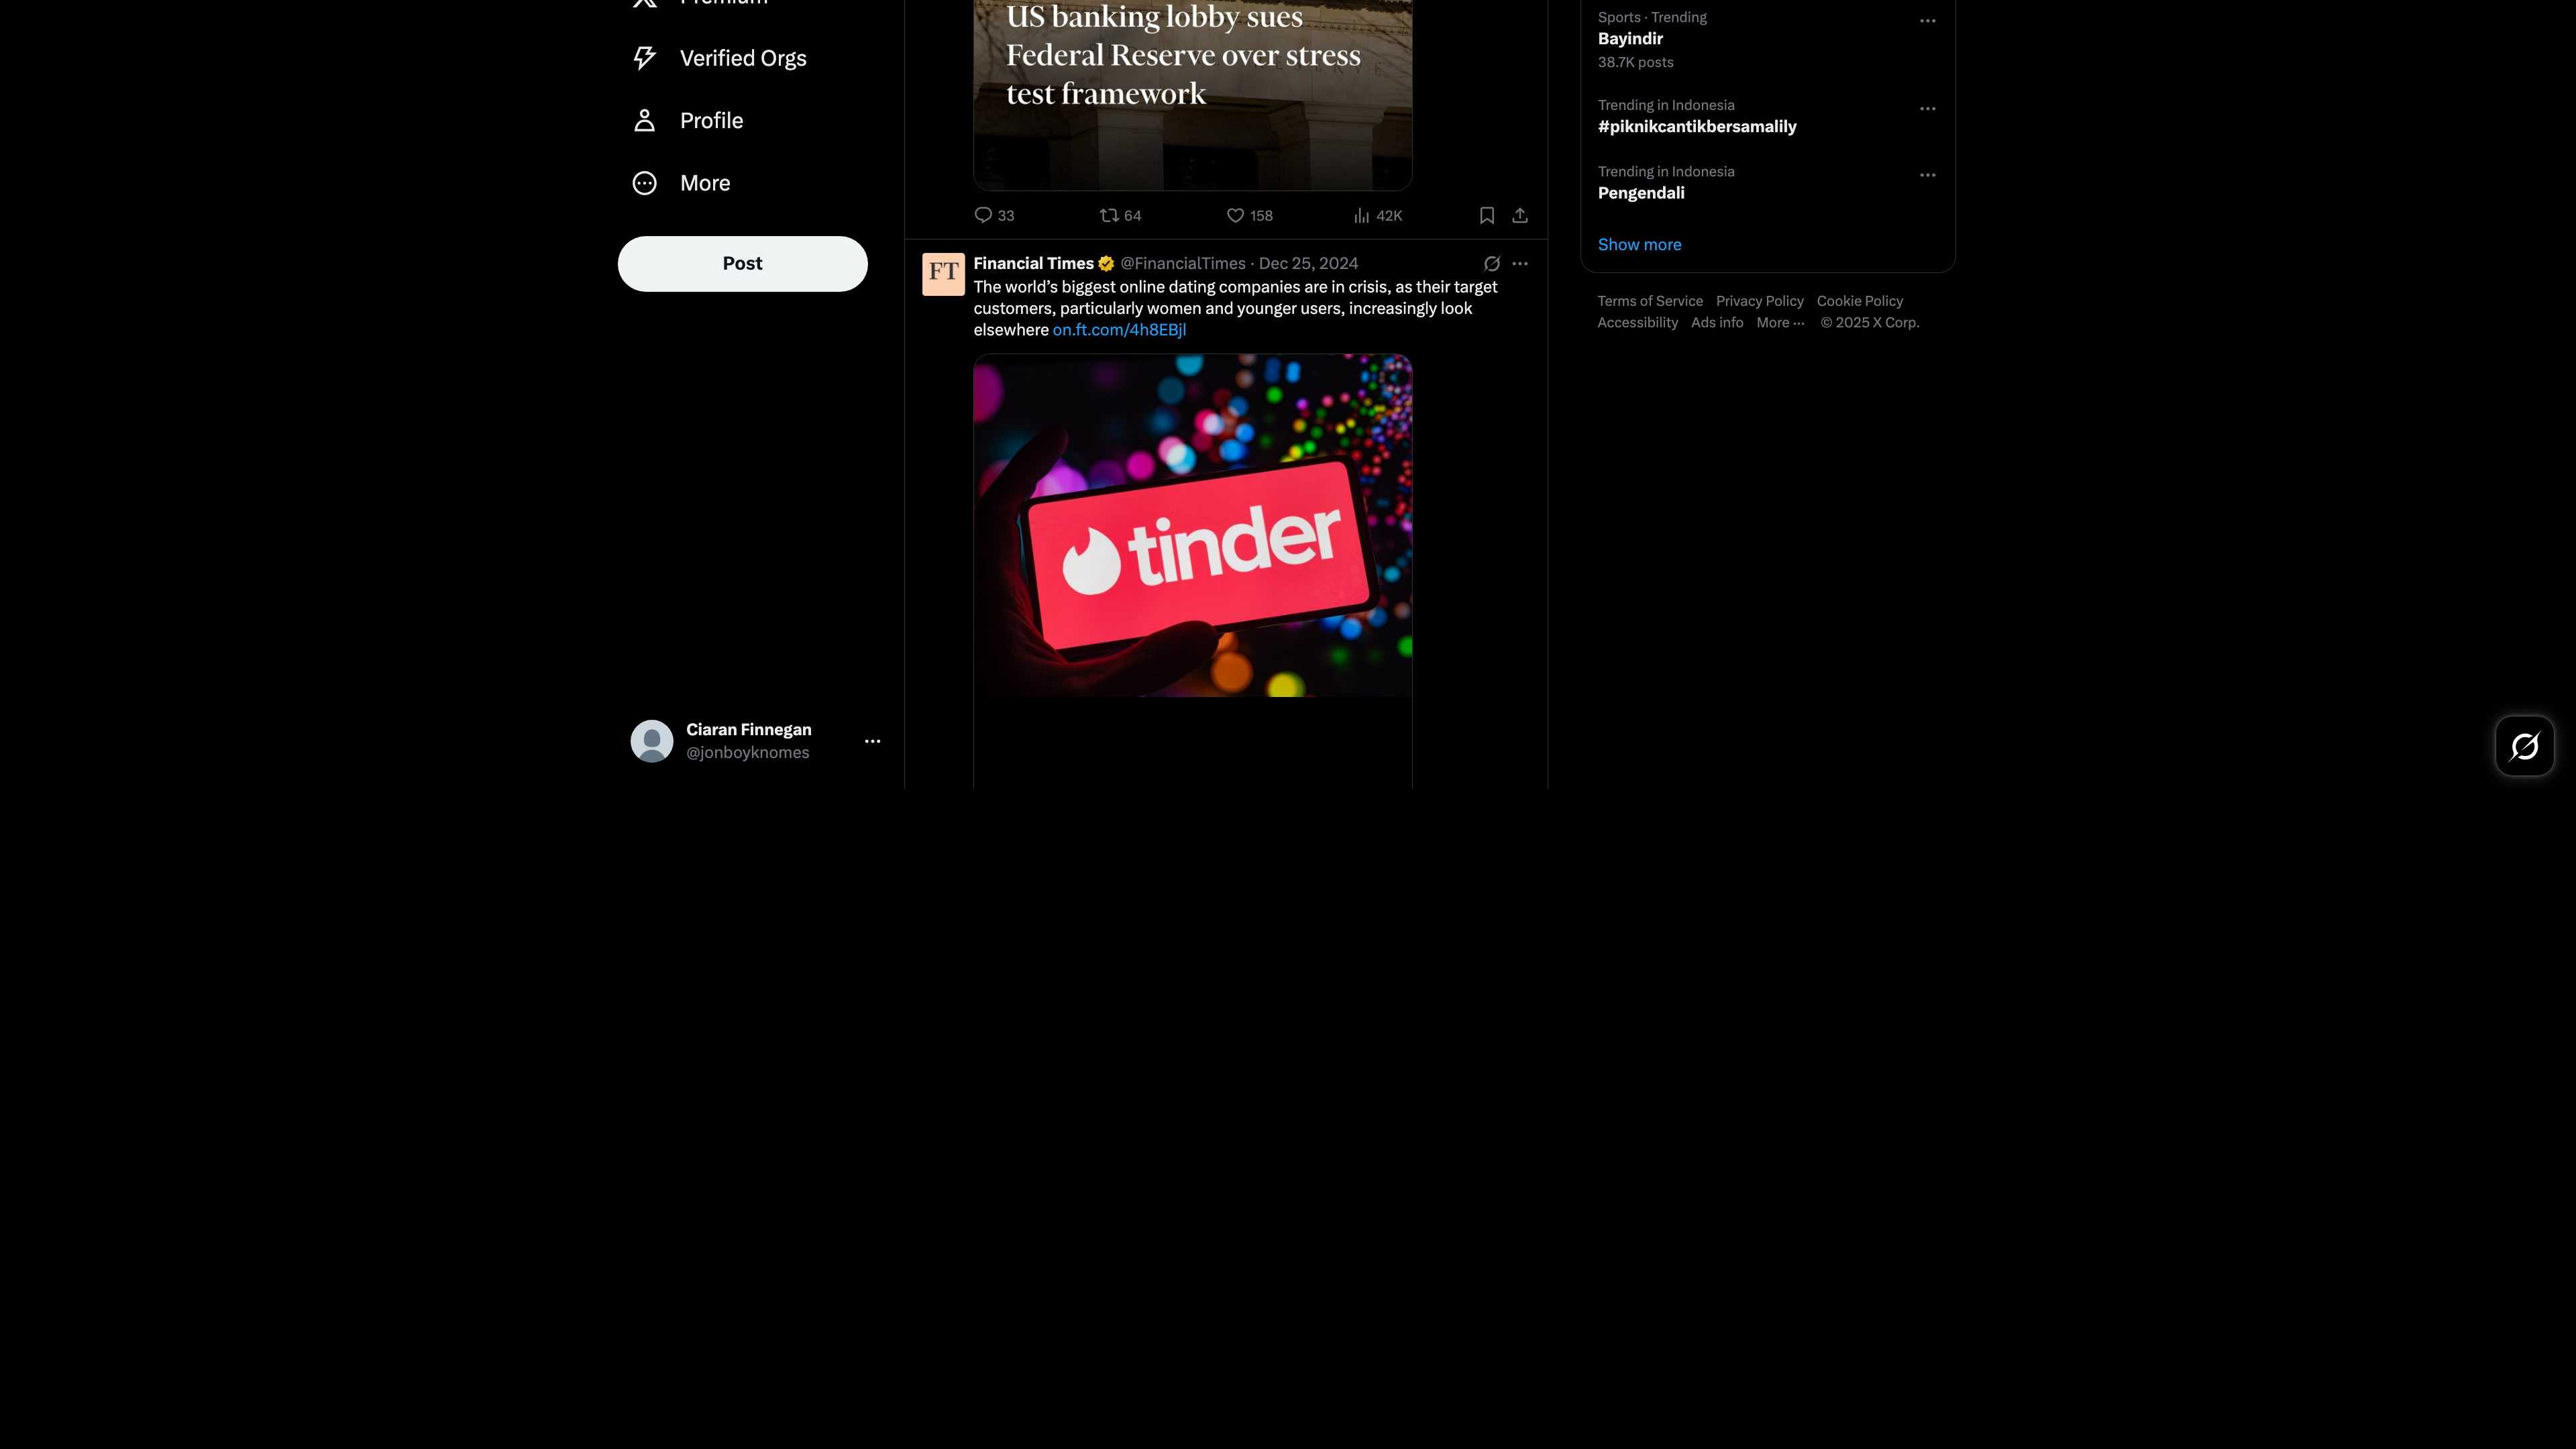 Verified Orgs
Profile
More
Post
Ciaran Finnegan
@jonboyknomes
US banking lobby sues
Federal Reserve over stress
test framework
33 64 158 42K
FT
Financial Times @FinancialTimes · Dec 25, 2024
The world’s biggest online dating companies are in crisis, as their target
customers, particularly women and younger users, increasingly look
elsewhere on.ft.com/4h8EBjl
tinder
Sports · Trending
Bayindir
38.7K posts
Trending in Indonesia
#piknikcantikbersamalily
Trending in Indonesia
Pengendali
Show more
Terms of Service Privacy Policy Cookie Policy
Accessibility Ads info More ··· © 2025 X Corp.